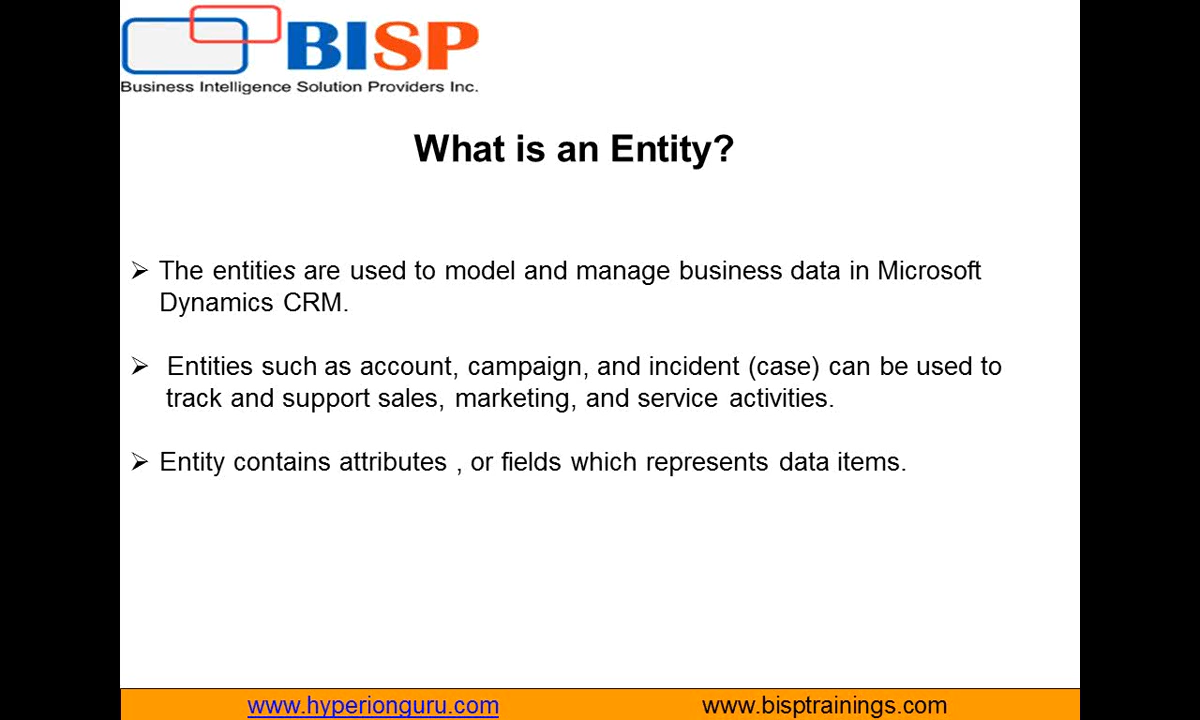 BISP
Business Intelligence Solution Providers Inc.
What is an Entity?
➢ The entities are used to model and manage business data in Microsoft
Dynamics CRM.
➢ Entities such as account, campaign, and incident (case) can be used to
track and support sales, marketing, and service activities.
➢ Entity contains attributes , or fields which represents data items.
www.hyperionguru.com www.bisptrainings.com